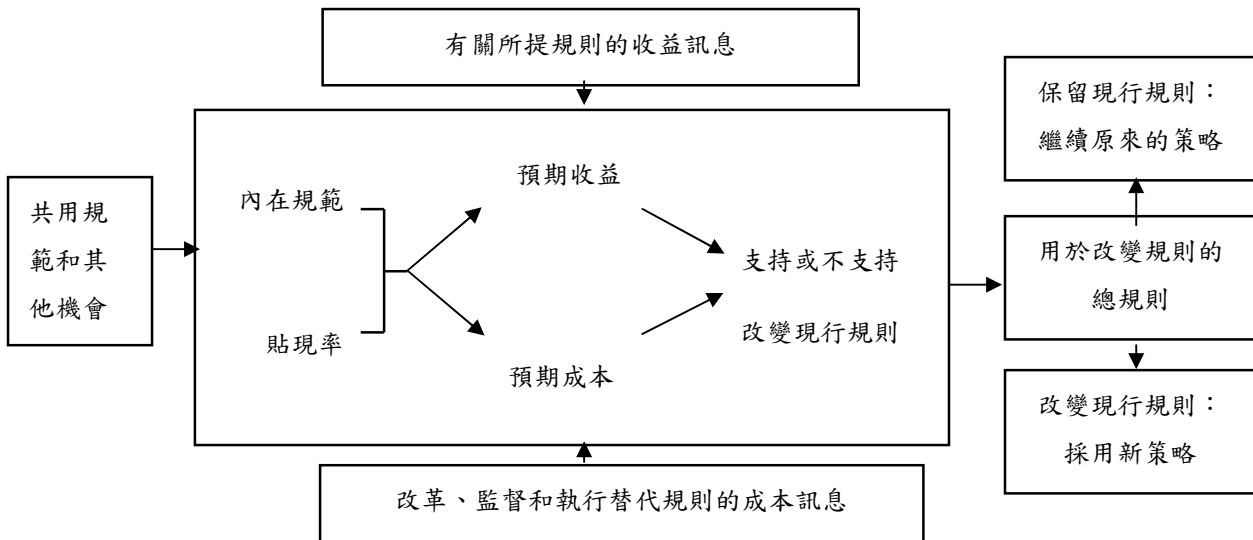 有關所提規則的收益訊息
保留現行規則：
繼續原來的策略
預期收益
內在規範
共用規
範和其
他機會
支持或不支持
改變現行規則
用於改變規則的
總規則
貼現率
預期成本
改變現行規則：
採用新策略
改革、監督和執行替代規則的成本訊息